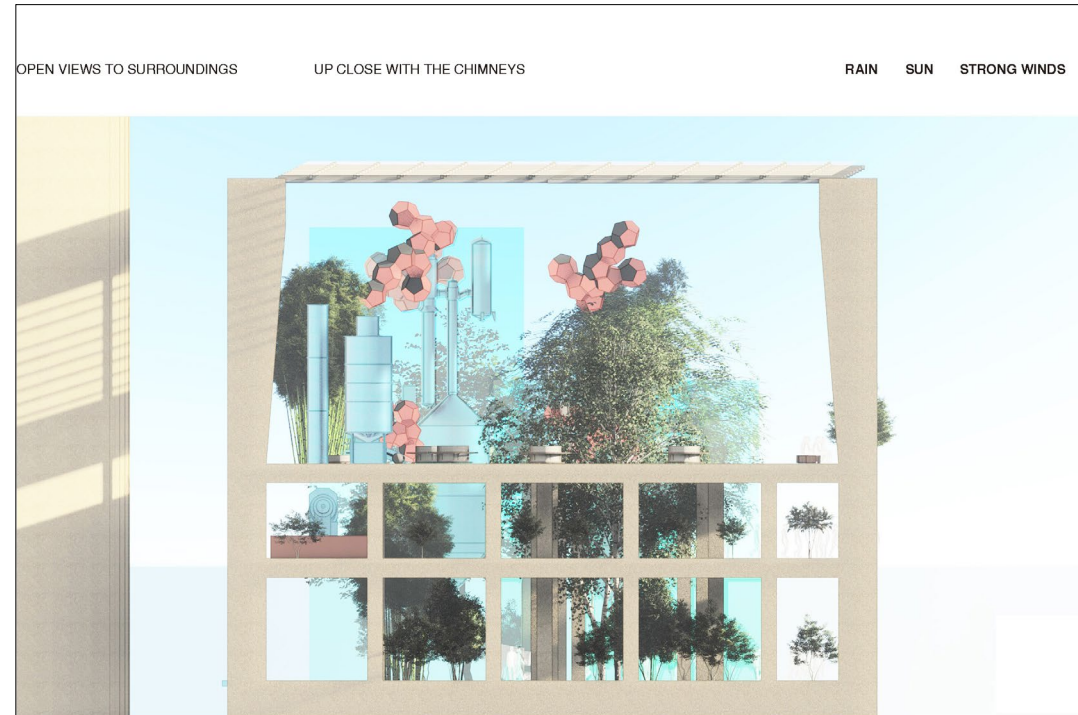 OPEN VIEWS TO SURROUNDINGS
UP CLOSE WITH THE CHIMNEYS
RAIN SUN STRONG WINDS